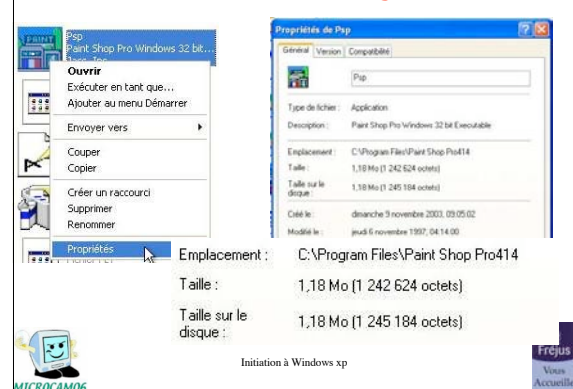 PAINT
Psp
Paint Shop Pro Windows 32 bit...
Jasc, Inc.
Ouvrir
Exécuter en tant que...
Ajouter au menu Démarrer
Envoyer vers
Couper
Copier
Créer un raccourci
Supprimer
Renommer
Propriétés
Propriétés de Psp
Général Version Compatibilité
Psp
Type de fichier : Application
Description : Paint Shop Pro Windows 32 bit Executable
Emplacement : C:\Program Files\Paint Shop Pro414
Taille : 1,18 Mo (1 242 624 octets)
Taille sur le
disque : 1,18 Mo (1 245 184 octets)
Créé le : dimanche 9 novembre 2003, 09:05:02
Modifié le : jeudi 6 novembre 1997, 04:14:00
Emplacement : C:\Program Files\Paint Shop Pro414
Taille : 1,18 Mo (1 242 624 octets)
Taille sur le
disque : 1,18 Mo (1 245 184 octets)
MICROCAM06
Initiation à Windows xp
Fréjus
Vous
Accueille